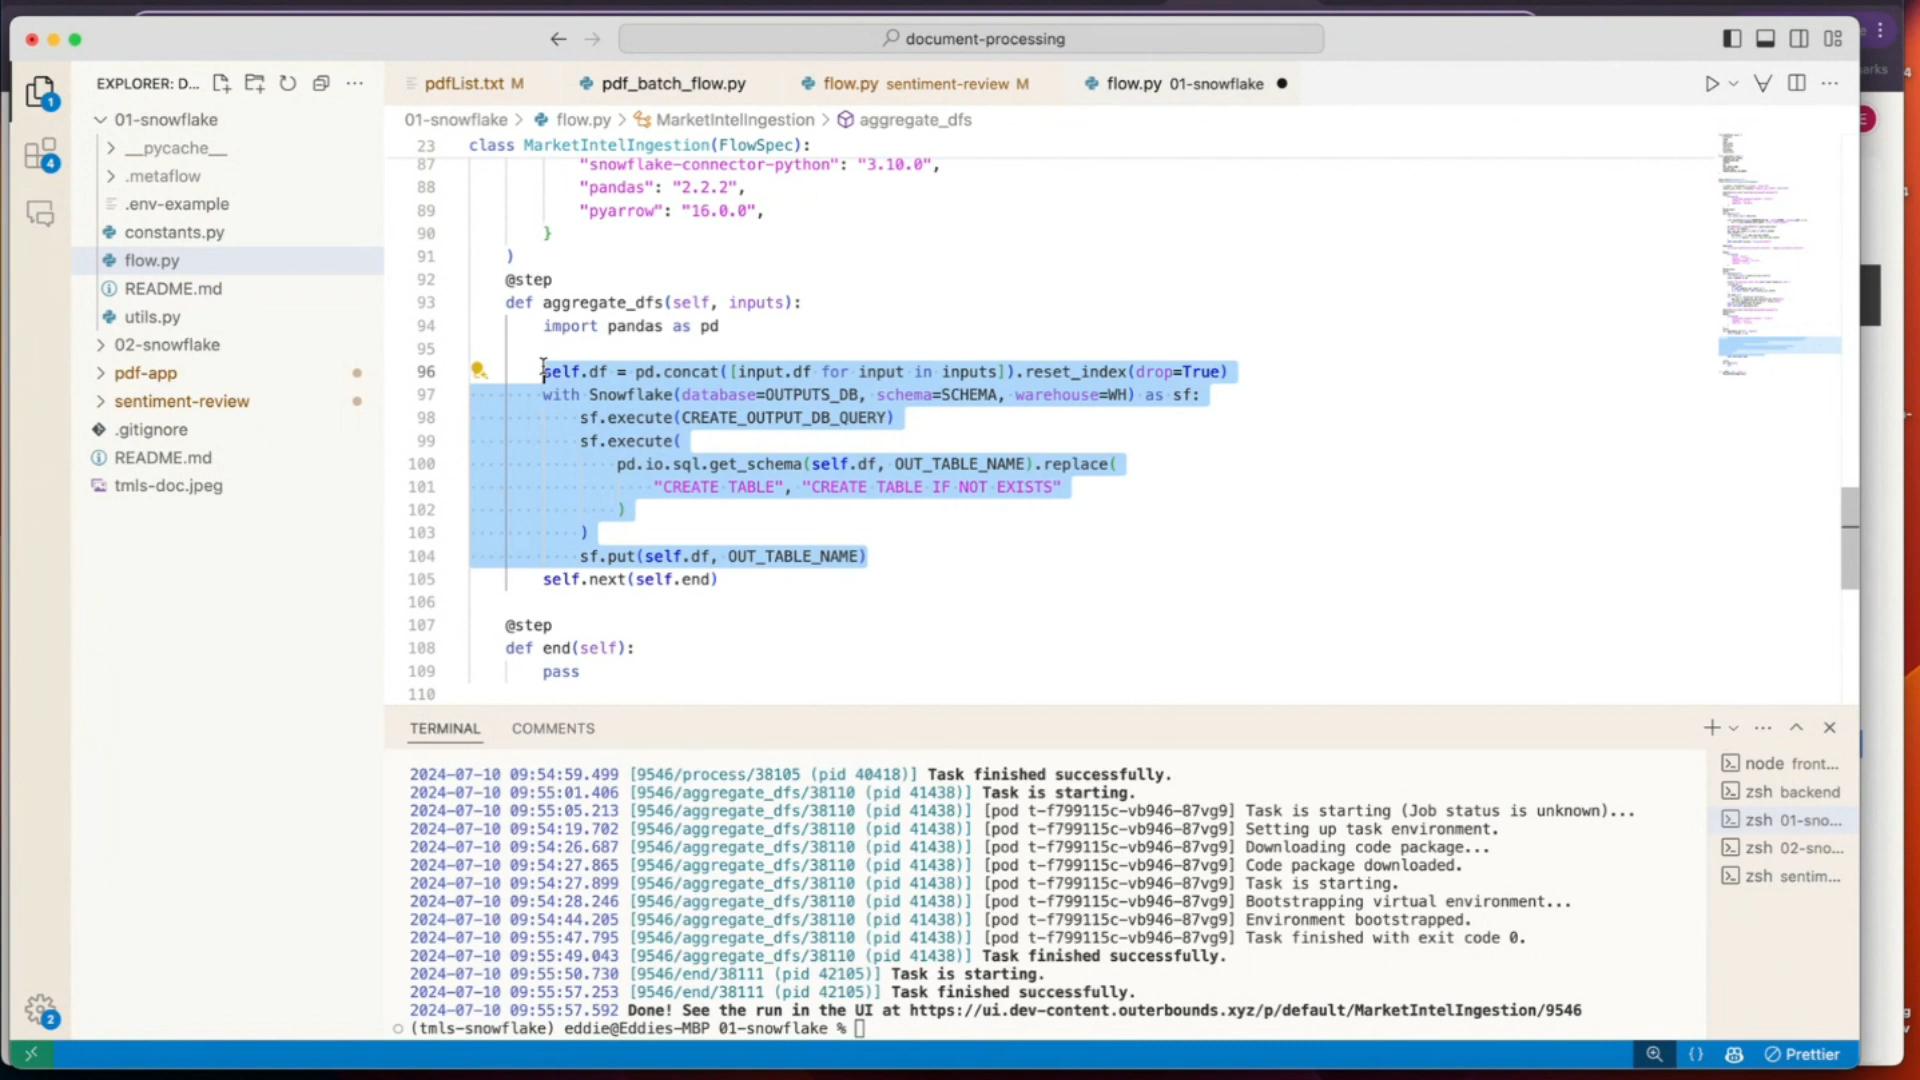 document-processing
EXPLORER: D...
pdfList.txt M
pdf_batch_flow.py
flow.py sentiment-review M
flow.py 01-snowflake
01-snowflake > flow.py > MarketIntelIngestion > aggregate_dfs
1
4
01-snowflake
__pycache__
.metaflow
.env-example
constants.py
flow.py
README.md
utils.py
02-snowflake
pdf-app
sentiment-review
.gitignore
README.md
tmls-doc.jpeg
23 class MarketIntelIngestion(FlowSpec):
87 "snowflake-connector-python": "3.10.0",
88 "pandas": "2.2.2",
89 "pyarrow": "16.0.0",
90 }
91 )
92 @step
93 def aggregate_dfs(self, inputs):
94 import pandas as pd
95
96 self.df = pd.concat([input.df for input in inputs]).reset_index(drop=True)
97 with Snowflake(database=OUTPUTS_DB, schema=SCHEMA, warehouse=WH) as sf:
98 sf.execute(CREATE_OUTPUT_DB_QUERY)
99 sf.execute(
100 pd.io.sql.get_schema(self.df, OUT_TABLE_NAME).replace(
101 "CREATE TABLE", "CREATE TABLE IF NOT EXISTS"
102 )
103 )
104 sf.put(self.df, OUT_TABLE_NAME)
105 self.next(self.end)
106
107 @step
108 def end(self):
109 pass
110
TERMINAL COMMENTS
2024-07-10 09:54:59.499 [9546/process/38105 (pid 40418)] Task finished successfully.
2024-07-10 09:55:01.406 [9546/aggregate_dfs/38110 (pid 41438)] Task is starting.
2024-07-10 09:55:05.213 [9546/aggregate_dfs/38110 (pid 41438)] [pod t-f799115c-vb946-87vg9] Task is starting (Job status is unknown)...
2024-07-10 09:54:19.702 [9546/aggregate_dfs/38110 (pid 41438)] [pod t-f799115c-vb946-87vg9] Setting up task environment.
2024-07-10 09:54:26.687 [9546/aggregate_dfs/38110 (pid 41438)] [pod t-f799115c-vb946-87vg9] Downloading code package...
2024-07-10 09:54:27.865 [9546/aggregate_dfs/38110 (pid 41438)] [pod t-f799115c-vb946-87vg9] Code package downloaded.
2024-07-10 09:54:27.899 [9546/aggregate_dfs/38110 (pid 41438)] [pod t-f799115c-vb946-87vg9] Task is starting.
2024-07-10 09:54:28.246 [9546/aggregate_dfs/38110 (pid 41438)] [pod t-f799115c-vb946-87vg9] Bootstrapping virtual environment...
2024-07-10 09:54:44.205 [9546/aggregate_dfs/38110 (pid 41438)] [pod t-f799115c-vb946-87vg9] Environment bootstrapped.
2024-07-10 09:55:47.795 [9546/aggregate_dfs/38110 (pid 41438)] [pod t-f799115c-vb946-87vg9] Task finished with exit code 0.
2024-07-10 09:55:49.043 [9546/aggregate_dfs/38110 (pid 41438)] Task finished successfully.
2024-07-10 09:55:50.730 [9546/end/38111 (pid 42105)] Task is starting.
2024-07-10 09:55:57.253 [9546/end/38111 (pid 42105)] Task finished successfully.
2024-07-10 09:55:57.592 Done! See the run in the UI at https://ui.dev-content.outerbounds.xyz/p/default/MarketIntelIngestion/9546
(tmls-snowflake) eddie@Eddies-MBP 01-snowflake %
node front...
zsh backend
zsh 01-sno...
zsh 02-sno...
zsh sentim...
2
{} Prettier